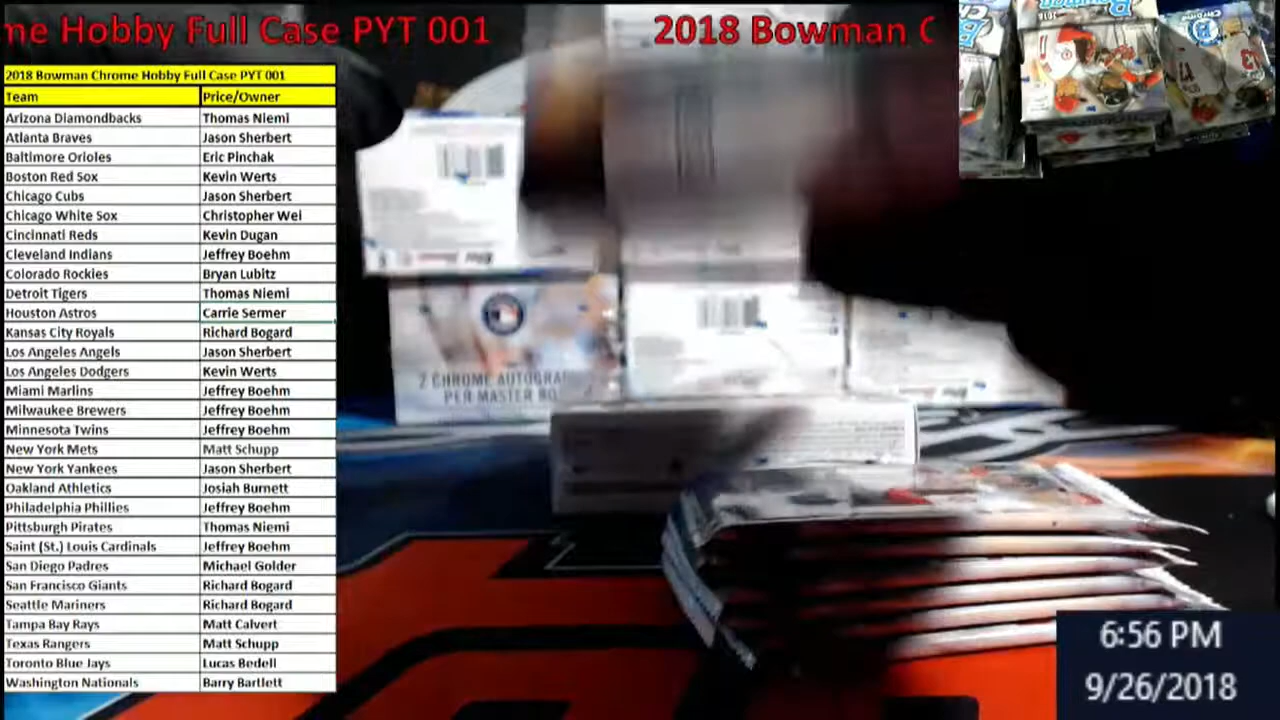 me Hobby Full Case PYT 001
2018 Bowman C
2018 Bowman Chrome Hobby Full Case PYT 001
Team Price/Owner
Arizona Diamondbacks Thomas Niemi
Atlanta Braves Jason Sherbert
Baltimore Orioles Eric Pinchak
Boston Red Sox Kevin Werts
Chicago Cubs Jason Sherbert
Chicago White Sox Christopher Wei
Cincinnati Reds Kevin Dugan
Cleveland Indians Jeffrey Boehm
Colorado Rockies Bryan Lubitz
Detroit Tigers Thomas Niemi
Houston Astros Carrie Sermer
Kansas City Royals Richard Bogard
Los Angeles Angels Jason Sherbert
Los Angeles Dodgers Kevin Werts
Miami Marlins Jeffrey Boehm
Milwaukee Brewers Jeffrey Boehm
Minnesota Twins Jeffrey Boehm
New York Mets Matt Schupp
New York Yankees Jason Sherbert
Oakland Athletics Josiah Burnett
Philadelphia Phillies Jeffrey Boehm
Pittsburgh Pirates Thomas Niemi
Saint (St.) Louis Cardinals Jeffrey Boehm
San Diego Padres Michael Golder
San Francisco Giants Richard Bogard
Seattle Mariners Richard Bogard
Tampa Bay Rays Matt Calvert
Texas Rangers Matt Schupp
Toronto Blue Jays Lucas Bedell
Washington Nationals Barry Bartlett
2 CHROME AUTOGRA
PER MASTER BO
6:56 PM
9/26/2018